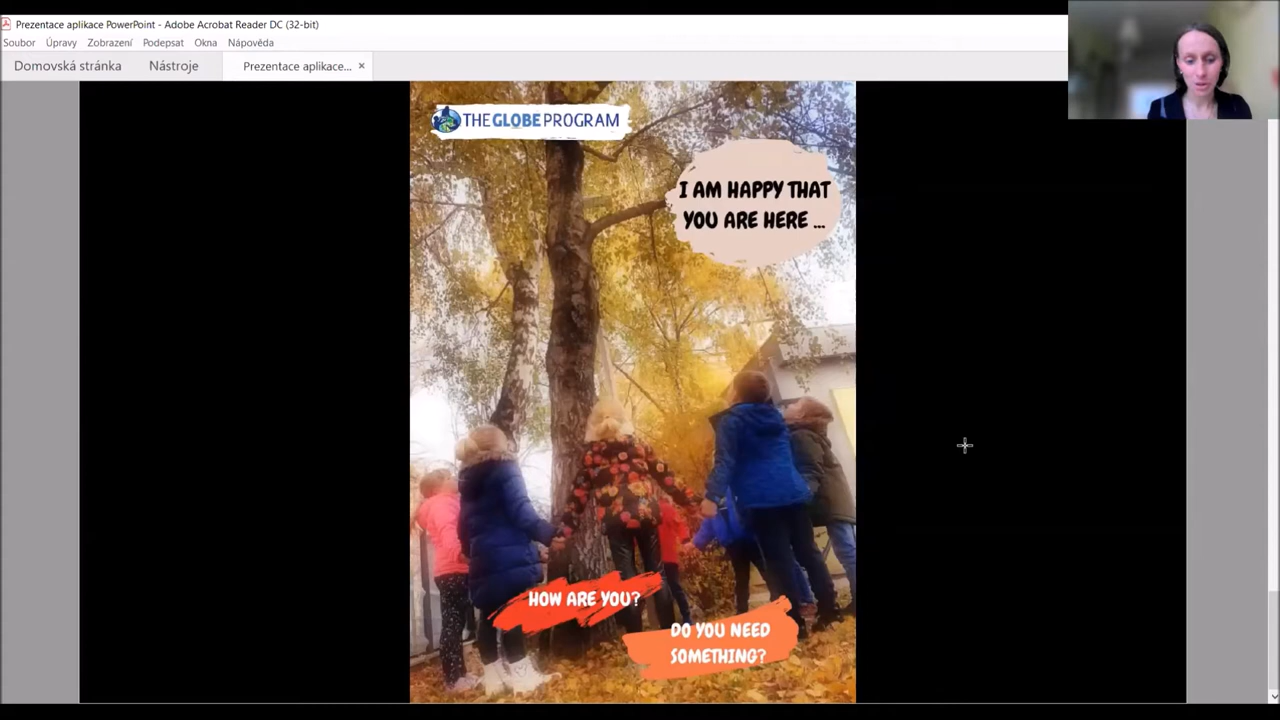 Prezentace aplikace PowerPoint - Adobe Acrobat Reader DC (32-bit)
Soubor Úpravy Zobrazení Podepsat Okna Nápověda
Domovská stránka Nástroje Prezentace aplikace... ×
THE GLOBE PROGRAM
I AM HAPPY THAT
YOU ARE HERE ...
HOW ARE YOU?
DO YOU NEED
SOMETHING?